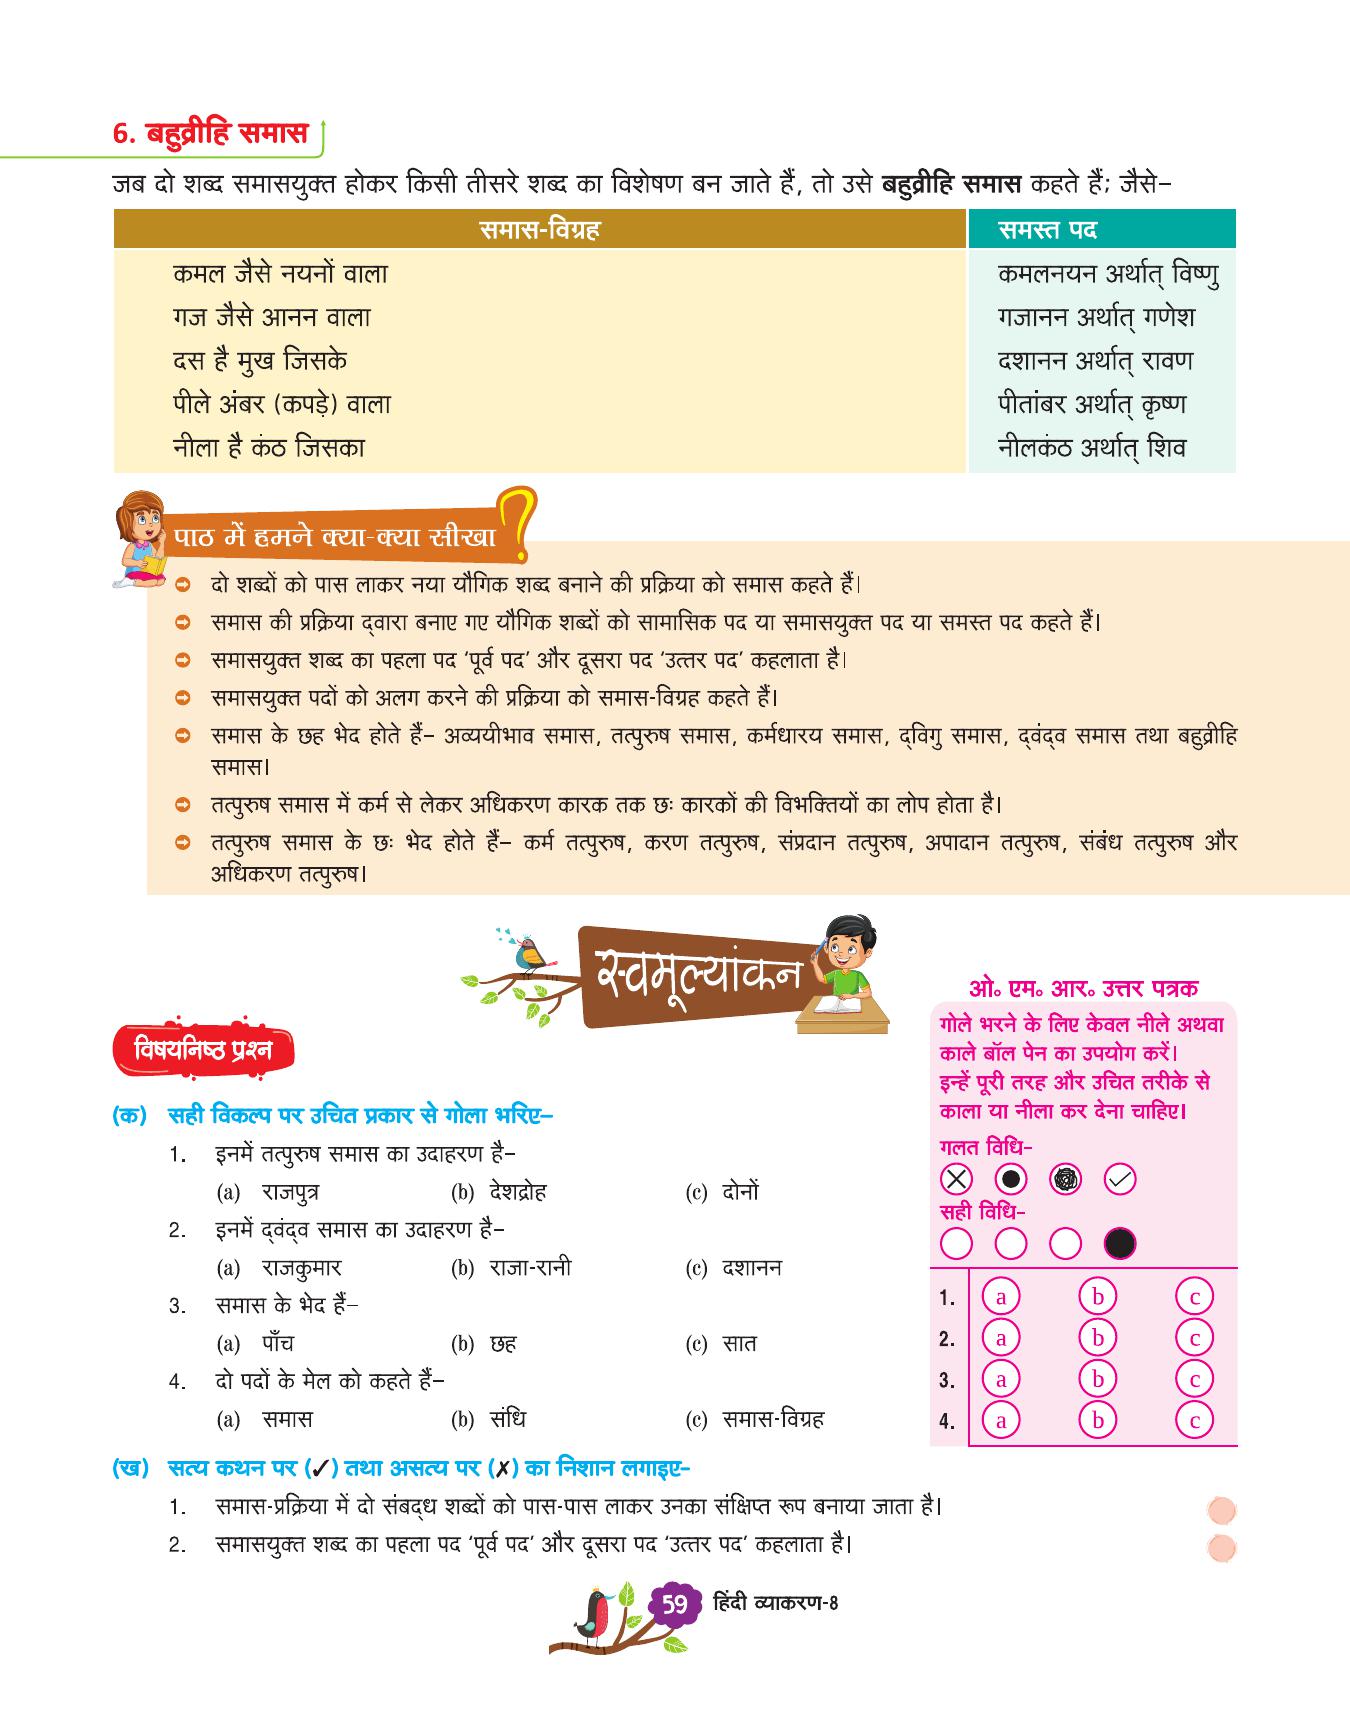 6. बहुव्रीहि समास
जब दो शब्द समासयुक्त होकर किसी तीसरे शब्द का विशेषण बन जाते हैं, तो उसे बहुव्रीहि समास कहते हैं; जैसे–
समास-विग्रह समस्त पद
कमल जैसे नयनों वाला कमलनयन अर्थात् विष्णु
गज जैसे आनन वाला गजानन अर्थात् गणेश
दस है मुख जिसके दशानन अर्थात् रावण
पीले अंबर (कपड़े) वाला पीतांबर अर्थात् कृष्ण
नीला है कंठ जिसका नीलकंठ अर्थात् शिव
पाठ में हमने क्या-क्या सीखा ?
दो शब्दों को पास लाकर नया यौगिक शब्द बनाने की प्रक्रिया को समास कहते हैं।
समास की प्रक्रिया द्‌वारा बनाए गए यौगिक शब्दों को सामासिक पद या समासयुक्त पद या समस्त पद कहते हैं।
समासयुक्त शब्द का पहला पद ‘पूर्व पद’ और दूसरा पद ‘उत्तर पद’ कहलाता है।
समासयुक्त पदों को अलग करने की प्रक्रिया को समास-विग्रह कहते हैं।
समास के छह भेद होते हैं– अव्ययीभाव समास, तत्पुरुष समास, कर्मधारय समास, द्‌विगु समास, द्‌वंद्‌व समास तथा बहुव्रीहि
समास।
तत्पुरुष समास में कर्म से लेकर अधिकरण कारक तक छः कारकों की विभक्तियों का लोप होता है।
तत्पुरुष समास के छः भेद होते हैं– कर्म तत्पुरुष, करण तत्पुरुष, संप्रदान तत्पुरुष, अपादान तत्पुरुष, संबंध तत्पुरुष और
अधिकरण तत्पुरुष।
स्वमूल्यांकन
विषयनिष्ठ प्रश्न
(क) सही विकल्प पर उचित प्रकार से गोला भरिए–
1. इनमें तत्पुरुष समास का उदाहरण है–
(a) राजपुत्र (b) देशद्रोह (c) दोनों
2. इनमें द्‌वंद्‌व समास का उदाहरण है–
(a) राजकुमार (b) राजा-रानी (c) दशानन
3. समास के भेद हैं–
(a) पाँच (b) छह (c) सात
4. दो पदों के मेल को कहते हैं–
(a) समास (b) संधि (c) समास-विग्रह
ओ॰ एम॰ आर॰ उत्तर पत्रक
गोले भरने के लिए केवल नीले अथवा
काले बॉल पेन का उपयोग करें।
इन्हें पूरी तरह और उचित तरीके से
काला या नीला कर देना चाहिए।
गलत विधि–
सही विधि–
1. a b c
2. a b c
3. a b c
4. a b c
(ख) सत्य कथन पर (✓) तथा असत्य पर (✗) का निशान लगाइए–
1. समास-प्रक्रिया में दो संबद्‌ध शब्दों को पास-पास लाकर उनका संक्षिप्त रूप बनाया जाता है।
2. समासयुक्त शब्द का पहला पद ‘पूर्व पद’ और दूसरा पद ‘उत्तर पद’ कहलाता है।
59 हिंदी व्याकरण-8